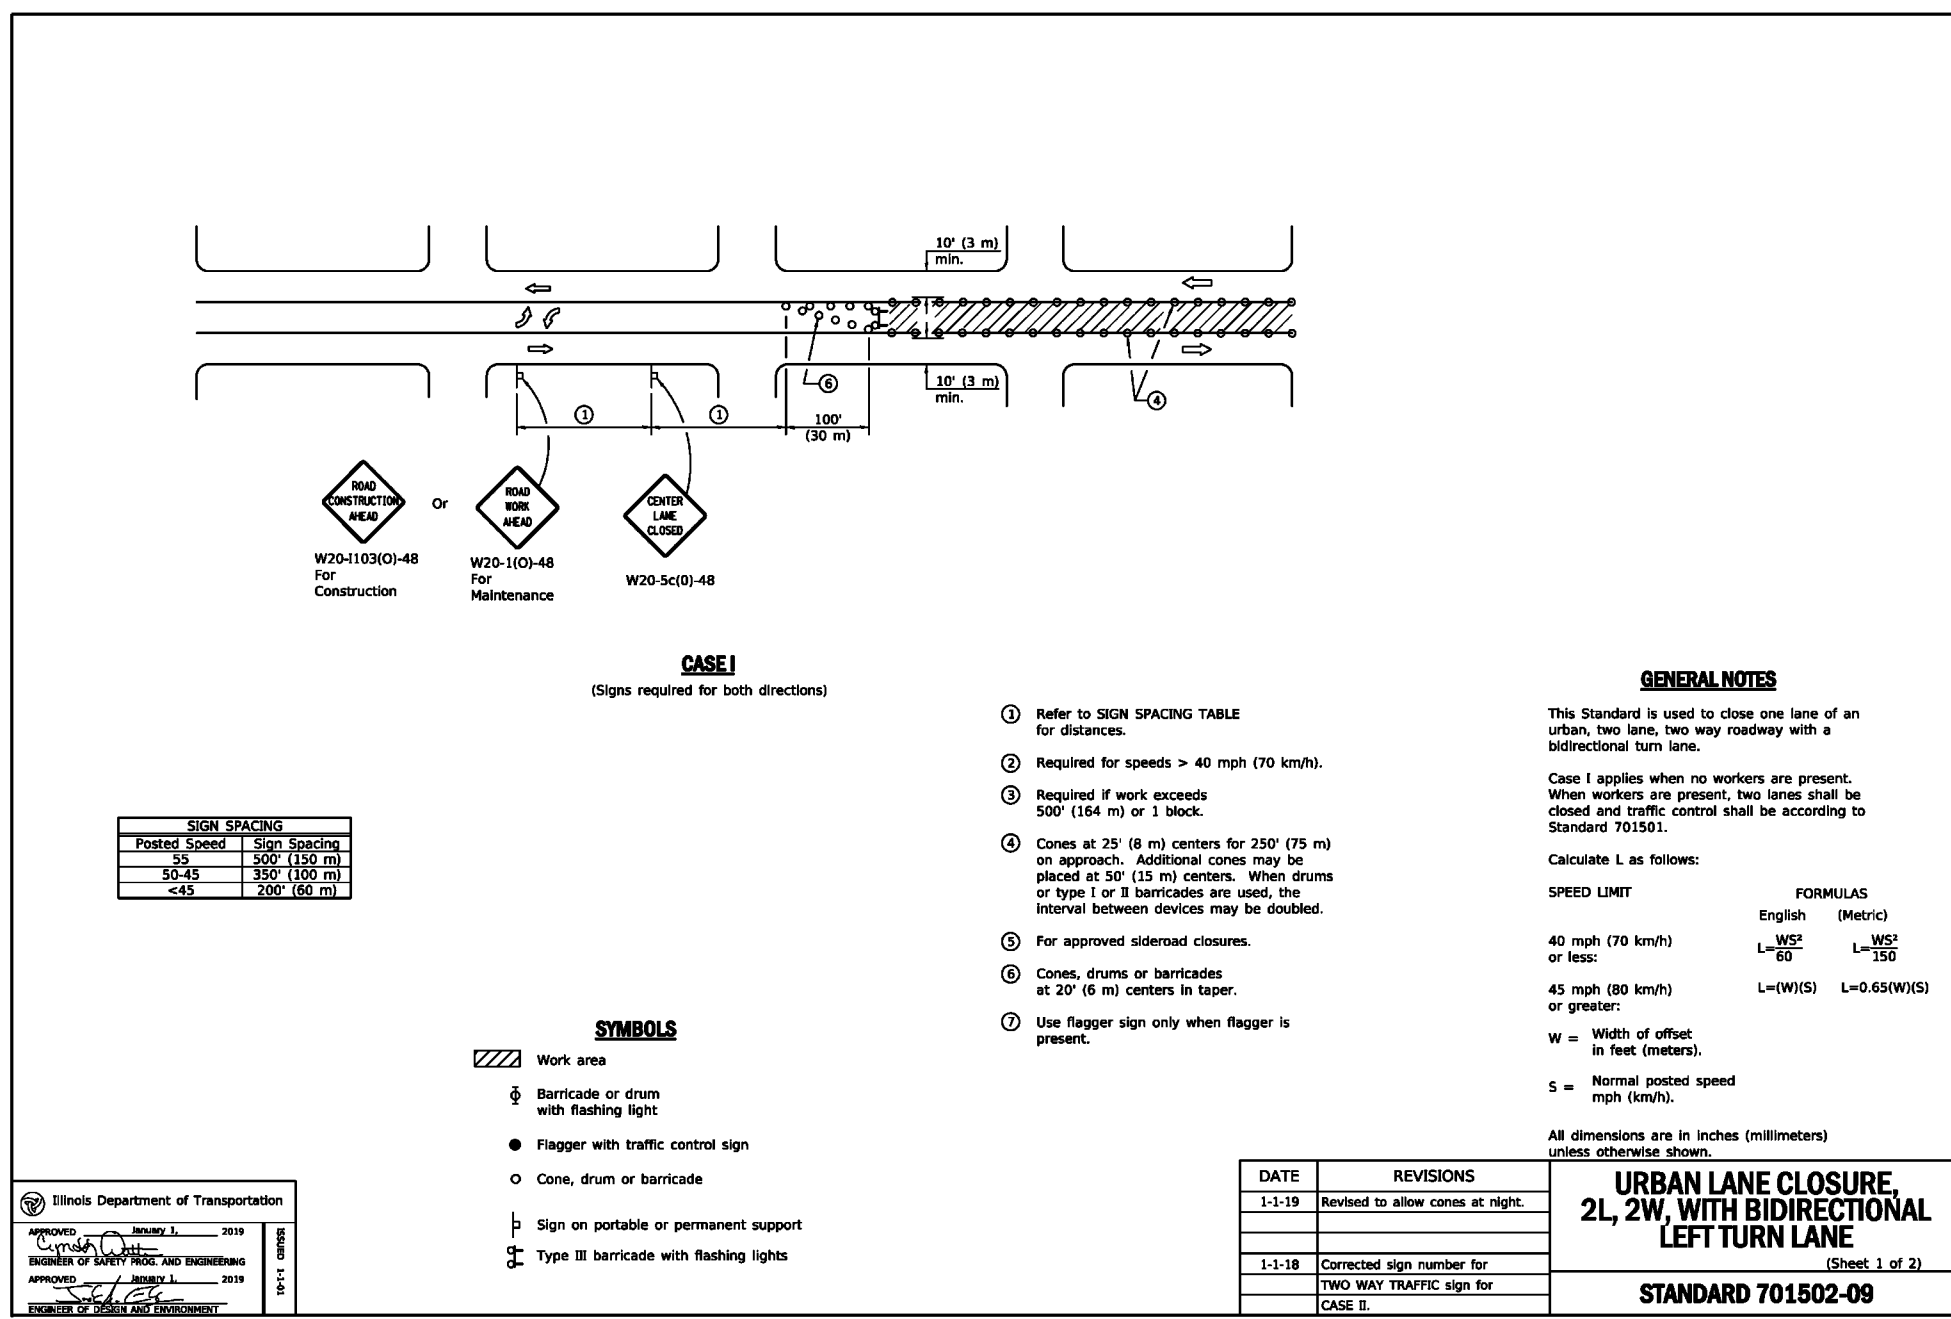 10' (3 m)
min.
10' (3 m)
min.
6
4
1
1
100'
(30 m)
ROAD
CONSTRUCTION
AHEAD
Or
ROAD
WORK
AHEAD
CENTER
LANE
CLOSED
W20-I103(O)-48
For
Construction
W20-1(O)-48
For
Maintenance
W20-5c(0)-48
CASE I
(Signs required for both directions)
SIGN SPACING
Posted Speed Sign Spacing
55 500' (150 m)
50-45 350' (100 m)
<45 200' (60 m)
SYMBOLS
Work area
Barricade or drum
with flashing light
Flagger with traffic control sign
Cone, drum or barricade
Sign on portable or permanent support
Type III barricade with flashing lights
1 Refer to SIGN SPACING TABLE
for distances.
2 Required for speeds > 40 mph (70 km/h).
3 Required if work exceeds
500' (164 m) or 1 block.
4 Cones at 25' (8 m) centers for 250' (75 m)
on approach. Additional cones may be
placed at 50' (15 m) centers. When drums
or type I or II barricades are used, the
interval between devices may be doubled.
5 For approved sideroad closures.
6 Cones, drums or barricades
at 20' (6 m) centers in taper.
7 Use flagger sign only when flagger is
present.
GENERAL NOTES
This Standard is used to close one lane of an
urban, two lane, two way roadway with a
bidirectional turn lane.
Case I applies when no workers are present.
When workers are present, two lanes shall be
closed and traffic control shall be according to
Standard 701501.
Calculate L as follows:
SPEED LIMIT FORMULAS
English (Metric)
40 mph (70 km/h)
or less:
L=WS²/60 L=WS²/150
45 mph (80 km/h)
or greater:
L=(W)(S) L=0.65(W)(S)
W = Width of offset
in feet (meters).
S = Normal posted speed
mph (km/h).
All dimensions are in inches (millimeters)
unless otherwise shown.
Illinois Department of Transportation
APPROVED January 1, 2019
ENGINEER OF SAFETY PROG. AND ENGINEERING
APPROVED January 1, 2019
ENGINEER OF DESIGN AND ENVIRONMENT
ISSUED 1-1-01
DATE REVISIONS
1-1-19 Revised to allow cones at night.
1-1-18 Corrected sign number for
TWO WAY TRAFFIC sign for
CASE II.
URBAN LANE CLOSURE,
2L, 2W, WITH BIDIRECTIONAL
LEFT TURN LANE
(Sheet 1 of 2)
STANDARD 701502-09